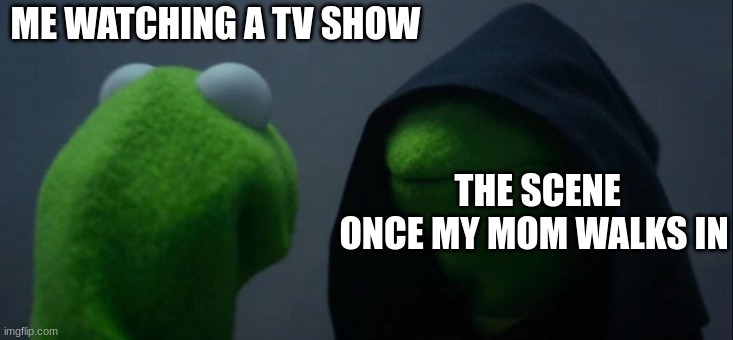 ME WATCHING A TV SHOW
THE SCENE
ONCE MY MOM WALKS IN
imgflip.com